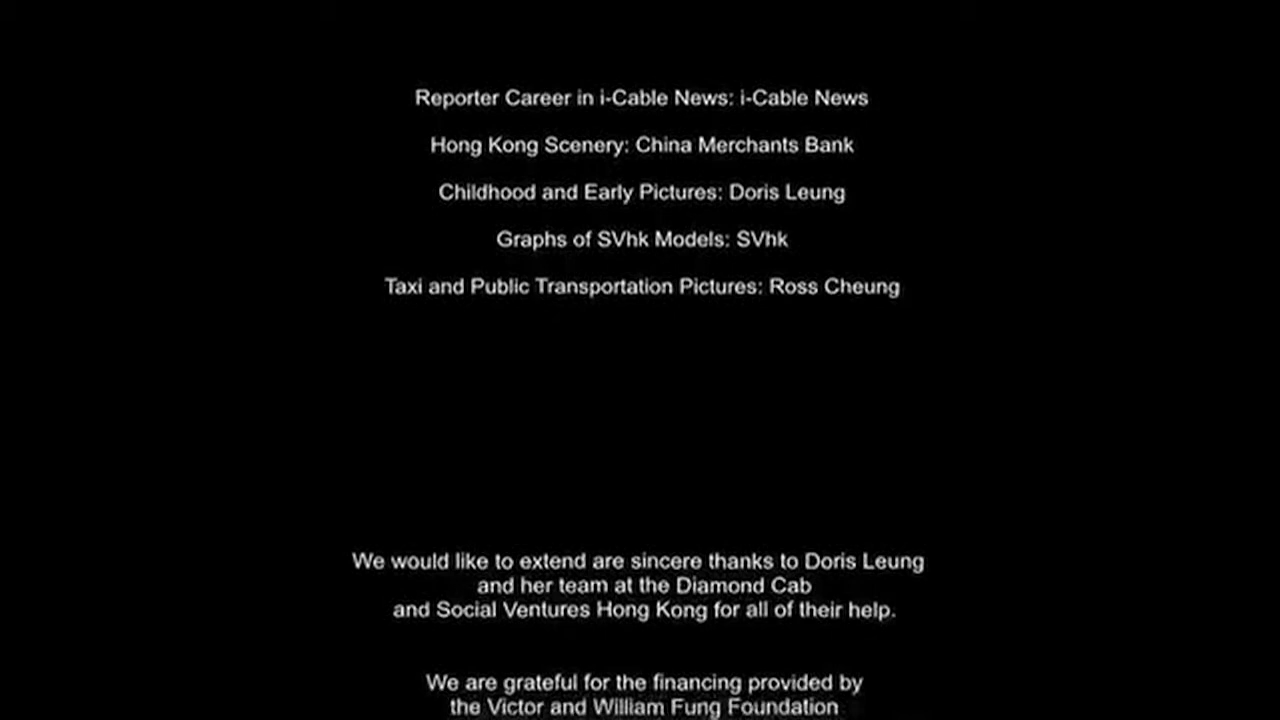 Reporter Career in i-Cable News: i-Cable News
Hong Kong Scenery: China Merchants Bank
Childhood and Early Pictures: Doris Leung
Graphs of SVhk Models: SVhk
Taxi and Public Transportation Pictures: Ross Cheung
We would like to extend are sincere thanks to Doris Leung
and her team at the Diamond Cab
and Social Ventures Hong Kong for all of their help.
We are grateful for the financing provided by
the Victor and William Fung Foundation